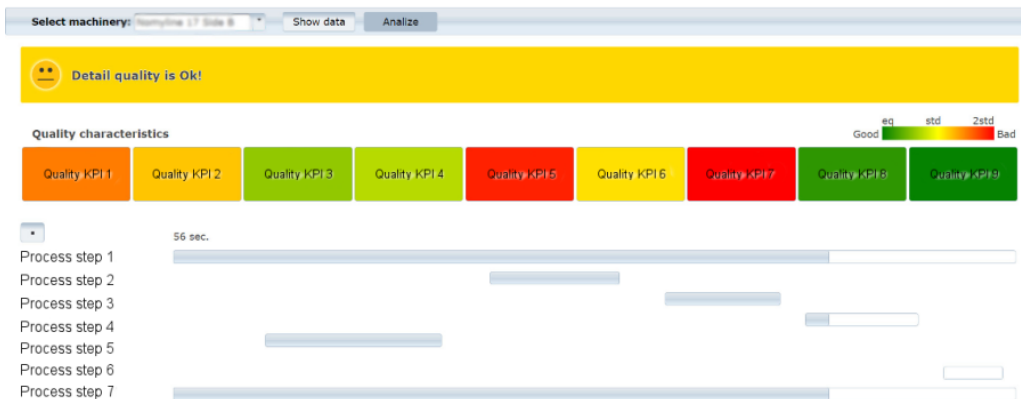 Select machinery: Show data Analize
Detail quality is Ok!
eq std 2std
Quality characteristics Good Bad
Quality KPI 1 Quality KPI 2 Quality KPI 3 Quality KPI 4 Quality KPI 5 Quality KPI 6 Quality KPI 7 Quality KPI 8 Quality KPI 9
56 sec.
Process step 1
Process step 2
Process step 3
Process step 4
Process step 5
Process step 6
Process step 7